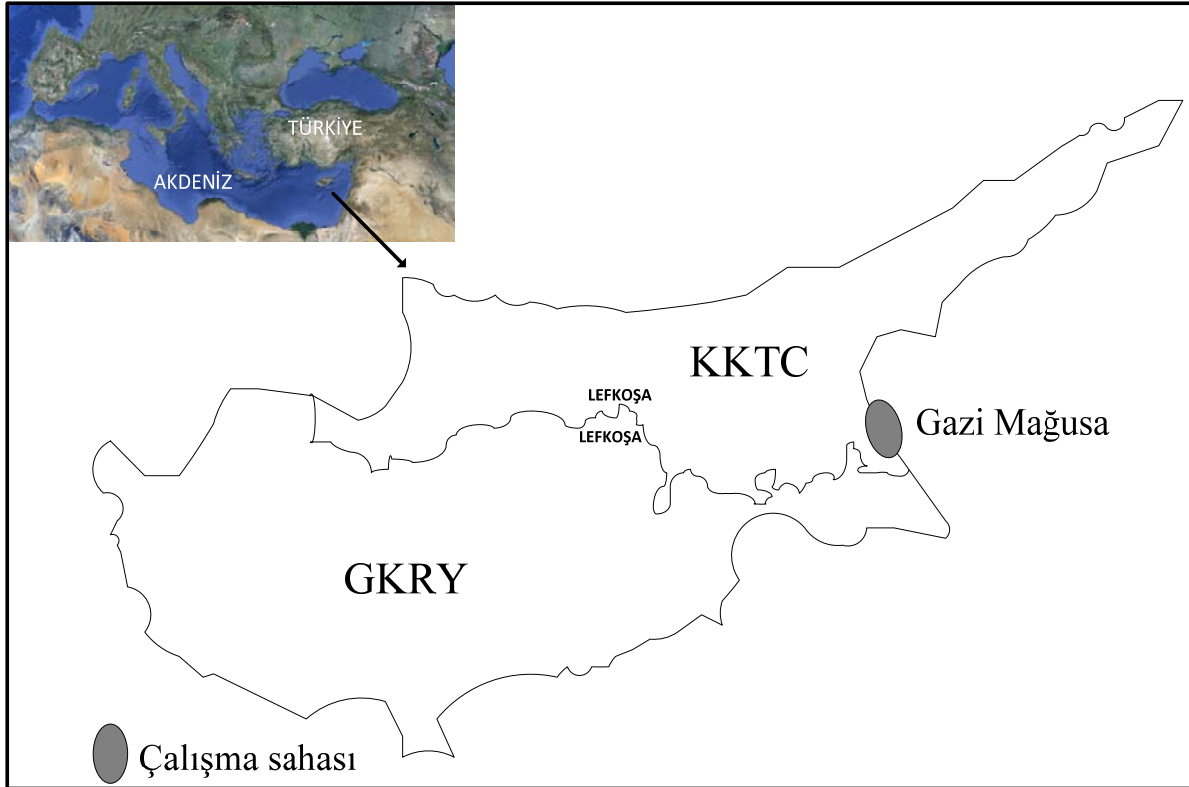 TÜRKİYE
AKDENİZ
KKTC
LEFKOŞA
Gazi Mağusa
LEFKOŞA
GKRY
Çalışma sahası